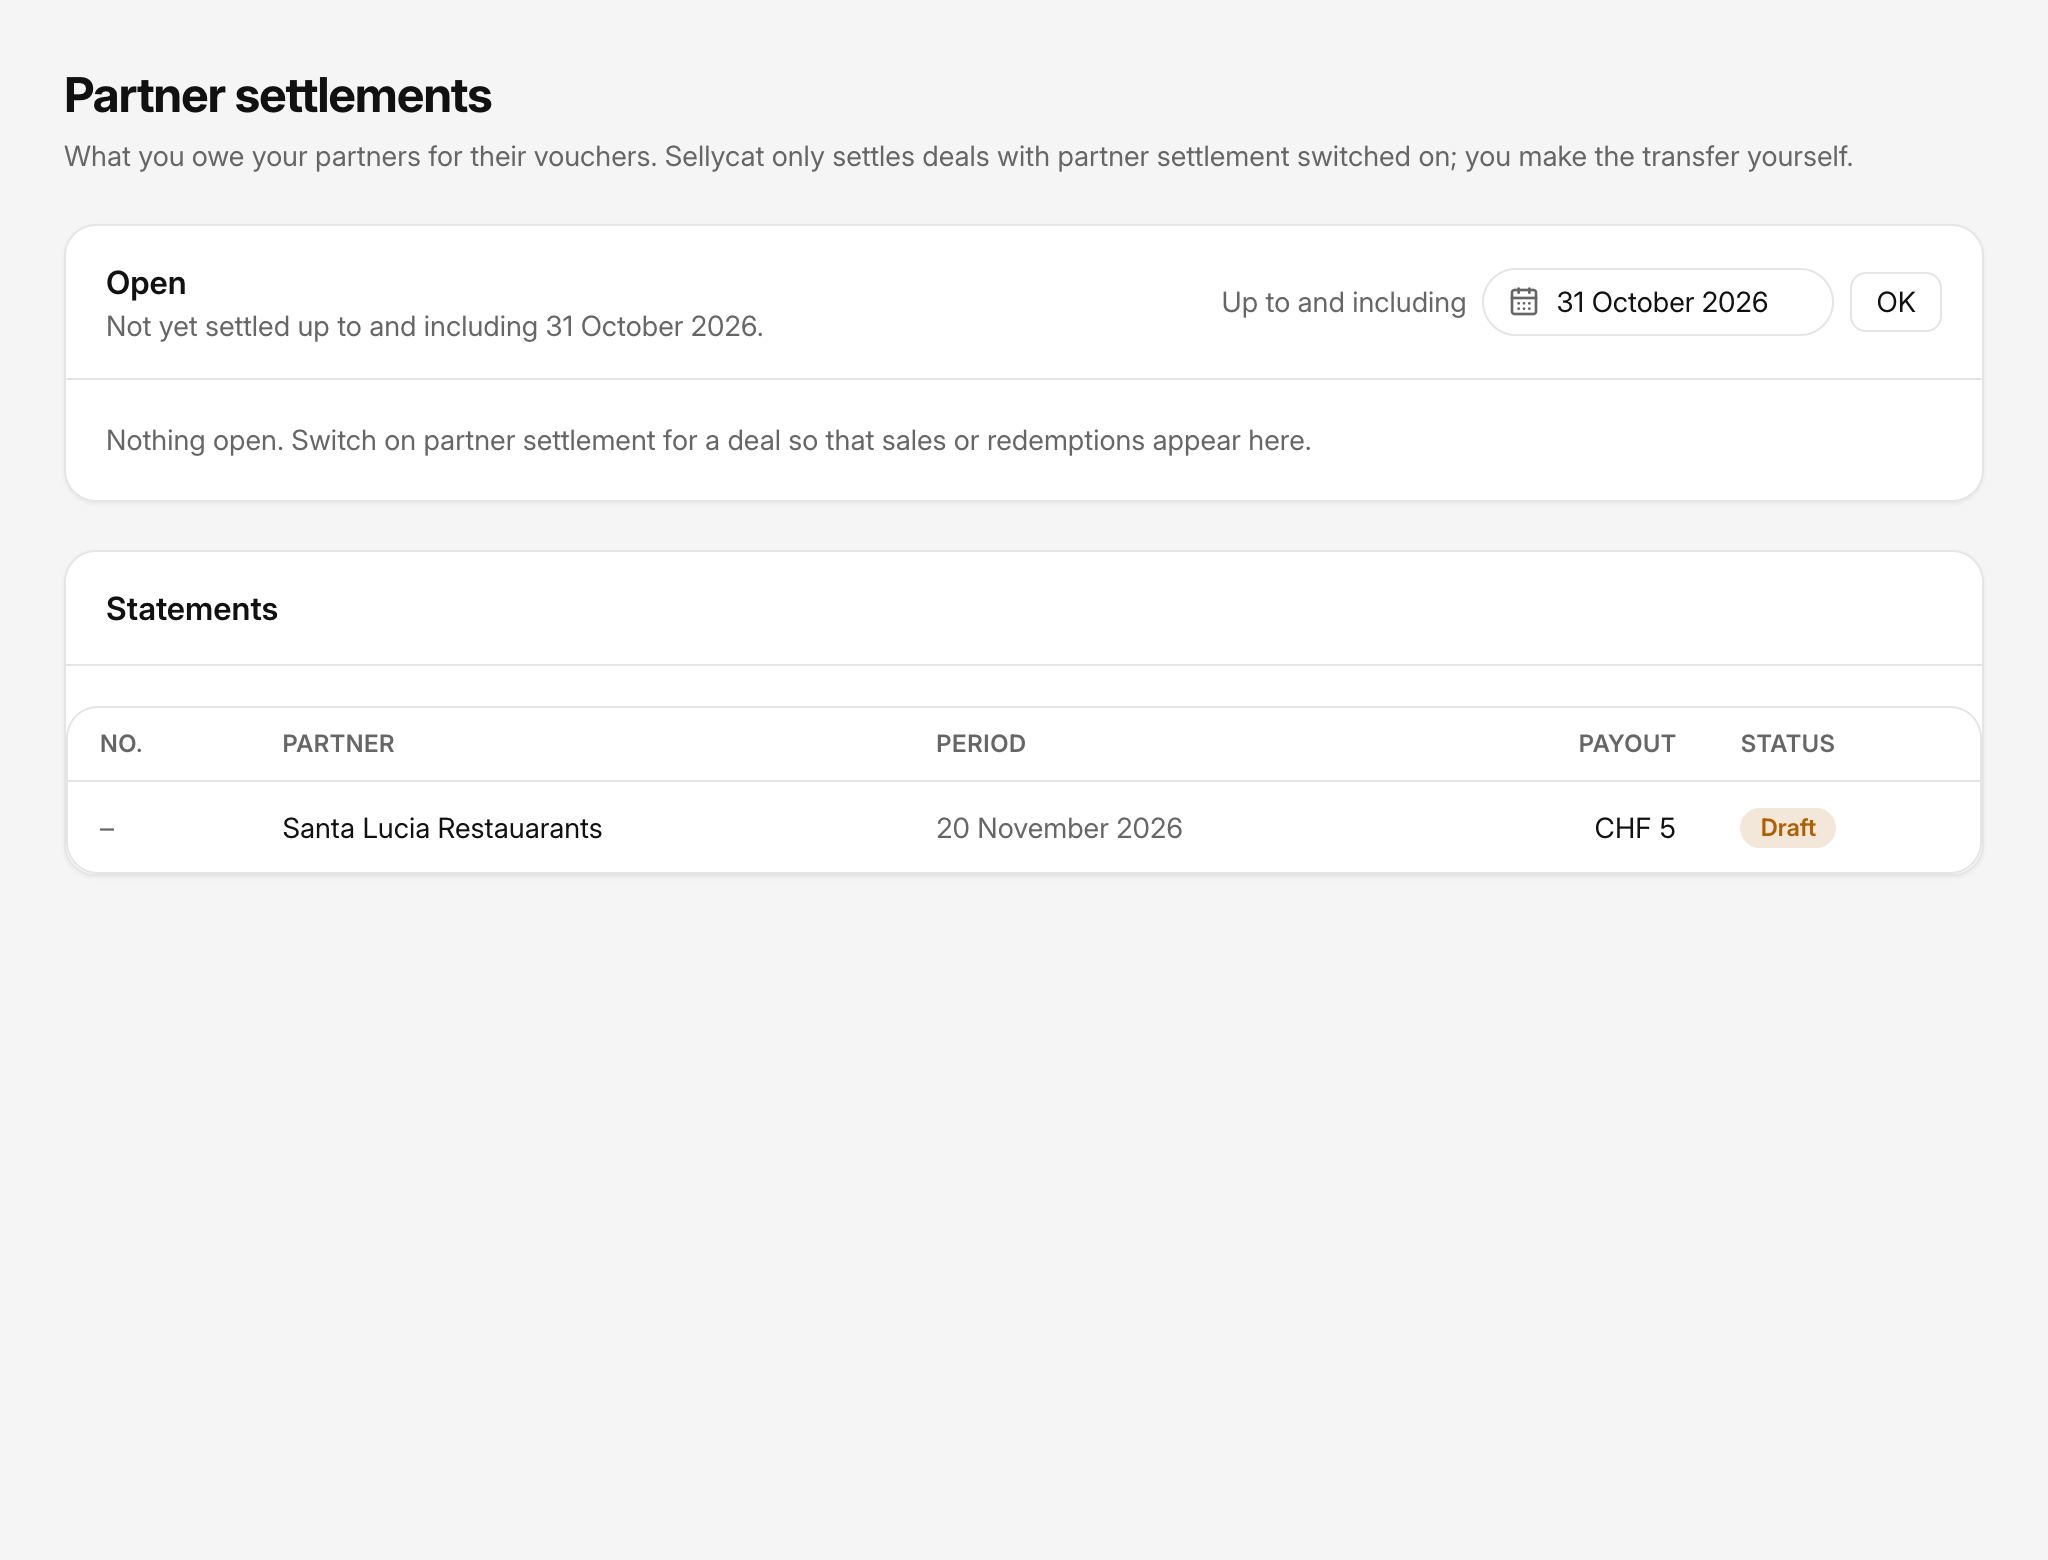 Partner settlements
What you owe your partners for their vouchers. Sellycat only settles deals with partner settlement switched on; you make the transfer yourself.
Open
Not yet settled up to and including 31 October 2026.
Up to and including
31 October 2026
OK
Nothing open. Switch on partner settlement for a deal so that sales or redemptions appear here.
Statements
NO. PARTNER PERIOD PAYOUT STATUS
– Santa Lucia Restauarants 20 November 2026 CHF 5 Draft